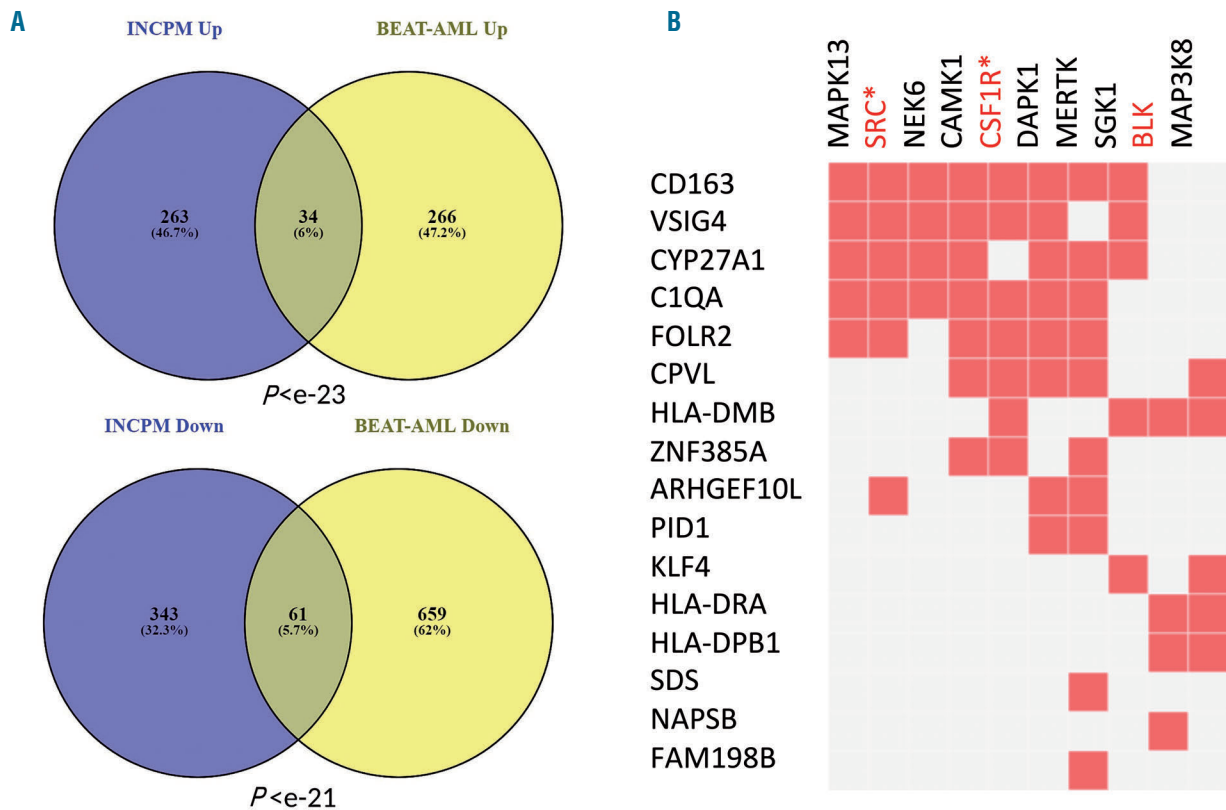 A
INCPM Up
BEAT-AML Up
263
(46.7%)
34
(6%)
266
(47.2%)
P<e-23
INCPM Down
BEAT-AML Down
343
(32.3%)
61
(5.7%)
659
(62%)
P<e-21
B
MAPK13
SRC*
NEK6
CAMK1
CSF1R*
DAPK1
MERTK
SGK1
BLK
MAP3K8
CD163
VSIG4
CYP27A1
C1QA
FOLR2
CPVL
HLA-DMB
ZNF385A
ARHGEF10L
PID1
KLF4
HLA-DRA
HLA-DPB1
SDS
NAPSB
FAM198B